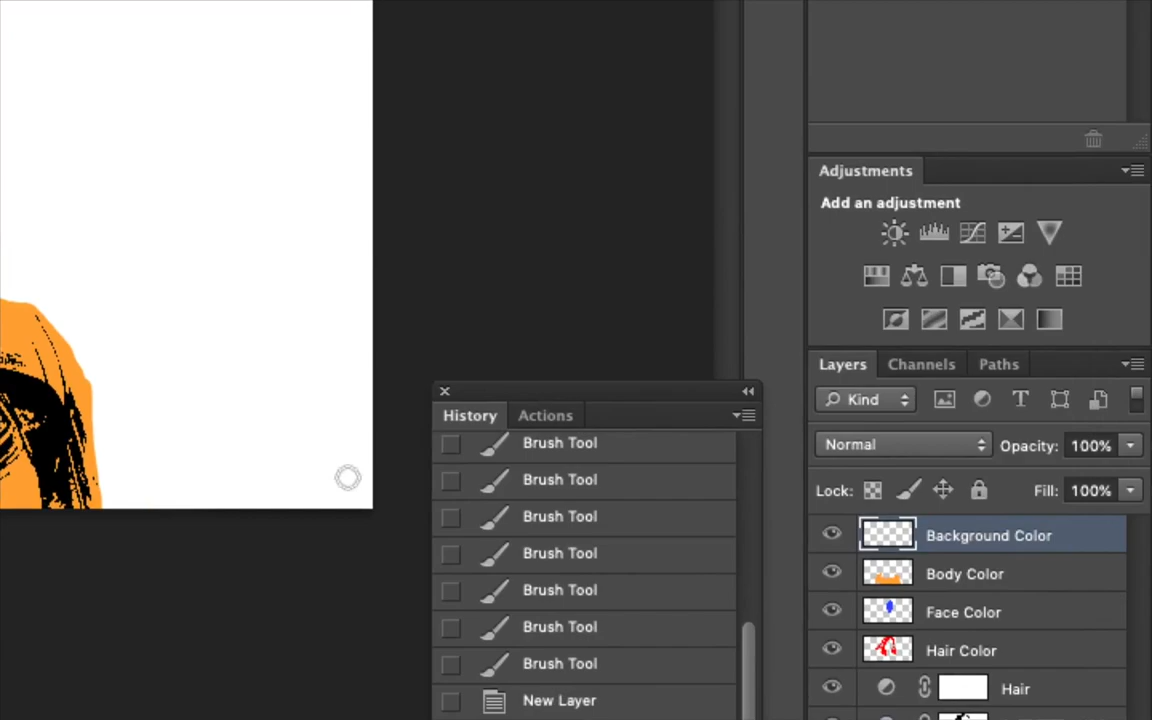 Adjustments
Add an adjustment
Layers Channels Paths
Kind
Normal Opacity: 100%
Lock: Fill: 100%
Background Color
Body Color
Face Color
Hair Color
Hair
History Actions
Brush Tool
Brush Tool
Brush Tool
Brush Tool
Brush Tool
Brush Tool
Brush Tool
New Layer